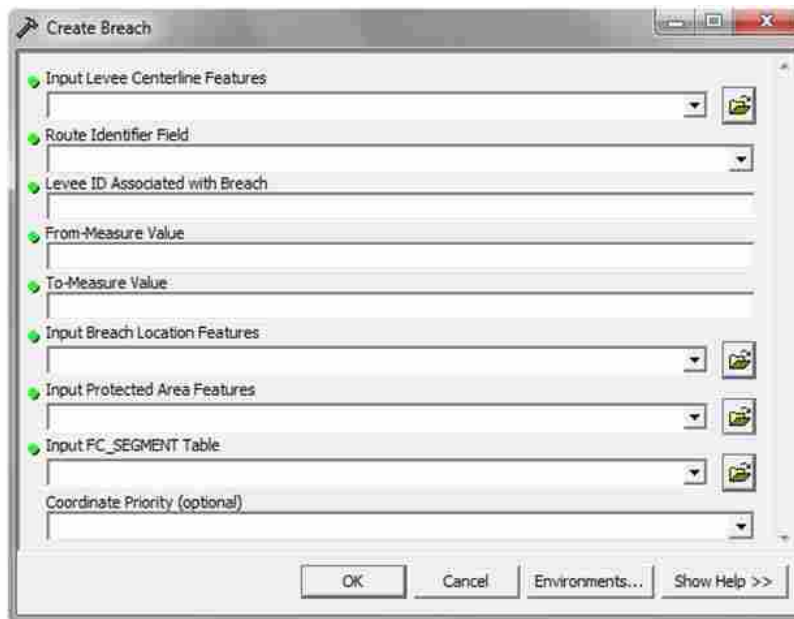 Create Breach
Input Levee Centerline Features
Route Identifier Field
Levee ID Associated with Breach
From-Measure Value
To-Measure Value
Input Breach Location Features
Input Protected Area Features
Input FC_SEGMENT Table
Coordinate Priority (optional)
OK Cancel Environments... Show Help >>